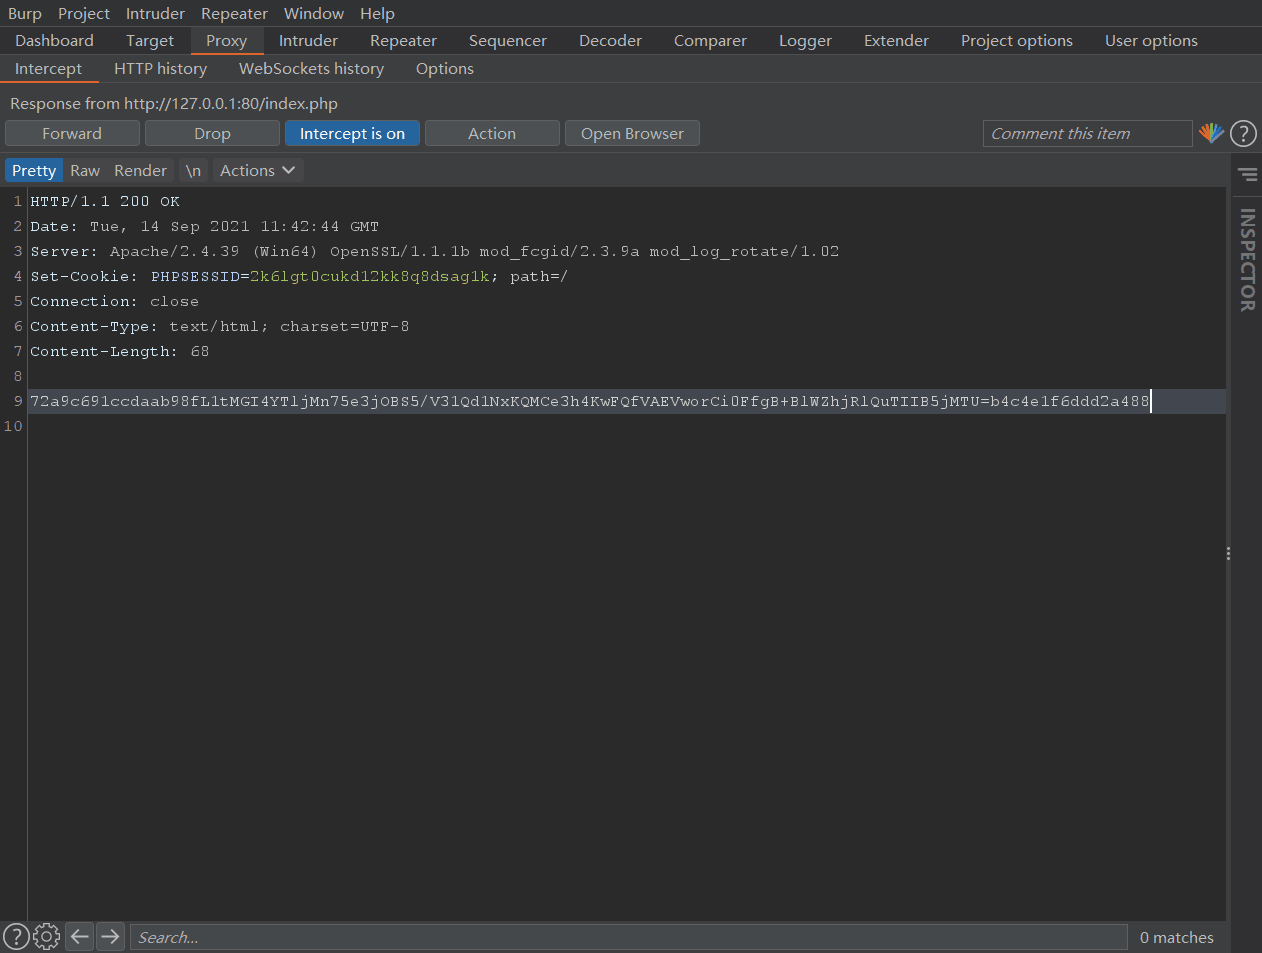 Burp Project Intruder Repeater Window Help
Dashboard Target Proxy Intruder Repeater Sequencer Decoder Comparer Logger Extender Project options User options
Intercept HTTP history WebSockets history Options
Response from http://127.0.0.1:80/index.php
Forward Drop Intercept is on Action Open Browser Comment this item ?
Pretty Raw Render \n Actions
INSPECTOR
1 HTTP/1.1 200 OK
2 Date: Tue, 14 Sep 2021 11:42:44 GMT
3 Server: Apache/2.4.39 (Win64) OpenSSL/1.1.1b mod_fcgid/2.3.9a mod_log_rotate/1.02
4 Set-Cookie: PHPSESSID=2k6lgt0cukd12kk8q8dsag1k; path=/
5 Connection: close
6 Content-Type: text/html; charset=UTF-8
7 Content-Length: 68
8
9 72a9c691ccdaab98fL1tMGI4YTljMn75e3jOBS5/V31Qd1NxKQMCe3h4KwFQfVAEVworCi0FfgB+BlWZhjRlQuTIIB5jMTU=b4c4e1f6ddd2a488
10
? Search... 0 matches